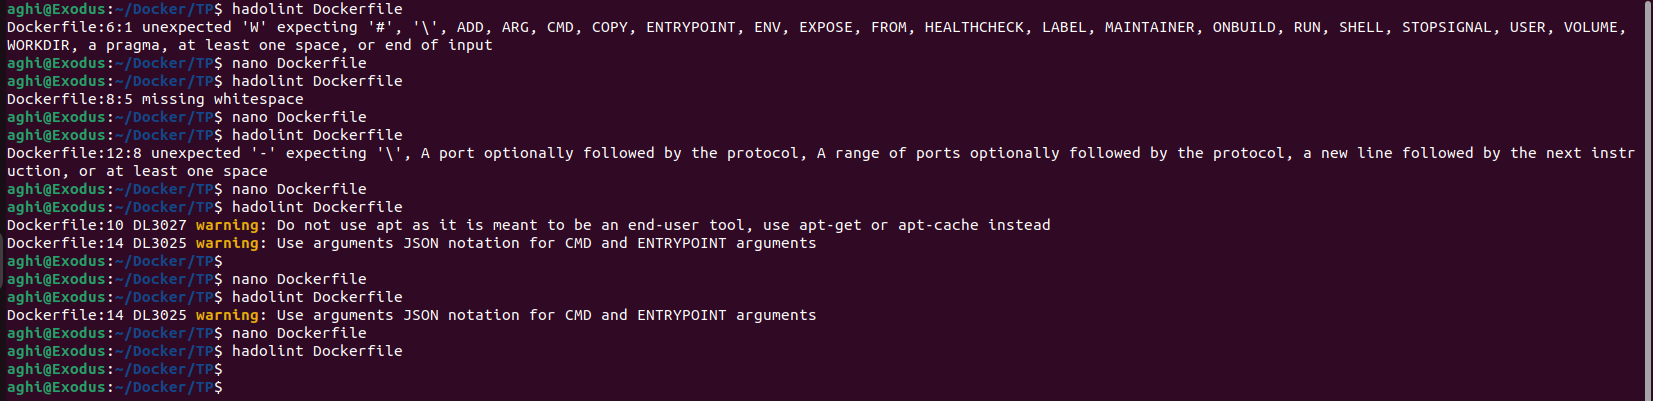 aghi@Exodus:~/Docker/TP$ hadolint Dockerfile
Dockerfile:6:1 unexpected 'W' expecting '#', '\', ADD, ARG, CMD, COPY, ENTRYPOINT, ENV, EXPOSE, FROM, HEALTHCHECK, LABEL, MAINTAINER, ONBUILD, RUN, SHELL, STOPSIGNAL, USER, VOLUME,
WORKDIR, a pragma, at least one space, or end of input
aghi@Exodus:~/Docker/TP$ nano Dockerfile
aghi@Exodus:~/Docker/TP$ hadolint Dockerfile
Dockerfile:8:5 missing whitespace
aghi@Exodus:~/Docker/TP$ nano Dockerfile
aghi@Exodus:~/Docker/TP$ hadolint Dockerfile
Dockerfile:12:8 unexpected '-' expecting '\', A port optionally followed by the protocol, A range of ports optionally followed by the protocol, a new line followed by the next instr
uction, or at least one space
aghi@Exodus:~/Docker/TP$ nano Dockerfile
aghi@Exodus:~/Docker/TP$ hadolint Dockerfile
Dockerfile:10 DL3027 warning: Do not use apt as it is meant to be an end-user tool, use apt-get or apt-cache instead
Dockerfile:14 DL3025 warning: Use arguments JSON notation for CMD and ENTRYPOINT arguments
aghi@Exodus:~/Docker/TP$
aghi@Exodus:~/Docker/TP$ nano Dockerfile
aghi@Exodus:~/Docker/TP$ hadolint Dockerfile
Dockerfile:14 DL3025 warning: Use arguments JSON notation for CMD and ENTRYPOINT arguments
aghi@Exodus:~/Docker/TP$ nano Dockerfile
aghi@Exodus:~/Docker/TP$ hadolint Dockerfile
aghi@Exodus:~/Docker/TP$
aghi@Exodus:~/Docker/TP$